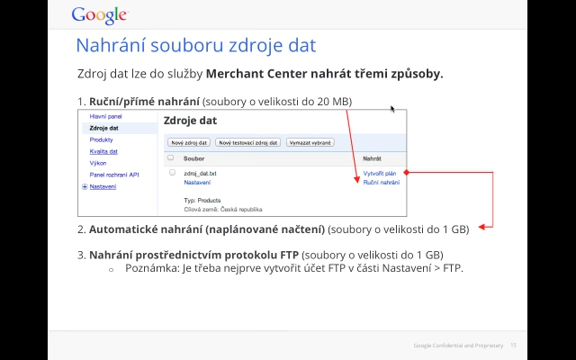 Google
Nahrání souboru zdroje dat
Zdroj dat lze do služby Merchant Center nahrát třemi způsoby.
1. Ruční/přímé nahrání (soubory o velikosti do 20 MB)
Hlavní panel
Zdroje dat
Produkty
Kvalita dat
Výkon
Panel rozhraní API
Nastavení
Zdroje dat
Nový zdroj dat Nový testovací zdroj dat Vymazat vybrané
Soubor Nahrát
zdroj_dat.txt Vytvořit plán
Nastavení Ruční nahrání
Typ: Products
Cílová země: Česká republika
2. Automatické nahrání (naplánované načtení) (soubory o velikosti do 1 GB)
3. Nahrání prostřednictvím protokolu FTP (soubory o velikosti do 1 GB)
o Poznámka: Je třeba nejprve vytvořit účet FTP v části Nastavení > FTP.
Google Confidential and Proprietary 15